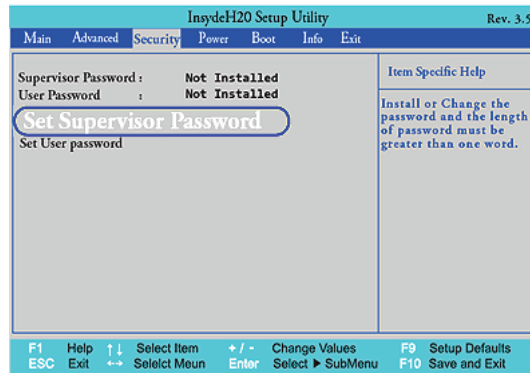 InsydeH20 Setup Utility Rev. 3.5
Main Advanced Security Power Boot Info Exit
Supervisor Password : Not Installed
User Password : Not Installed
Set Supervisor Password
Set User password
Item Specific Help
Install or Change the
password and the length
of password must be
greater than one word.
F1 Help ↑↓ Select Item +/- Change Values F9 Setup Defaults
ESC Exit ↔ Selelct Meun Enter Select ▶ SubMenu F10 Save and Exit